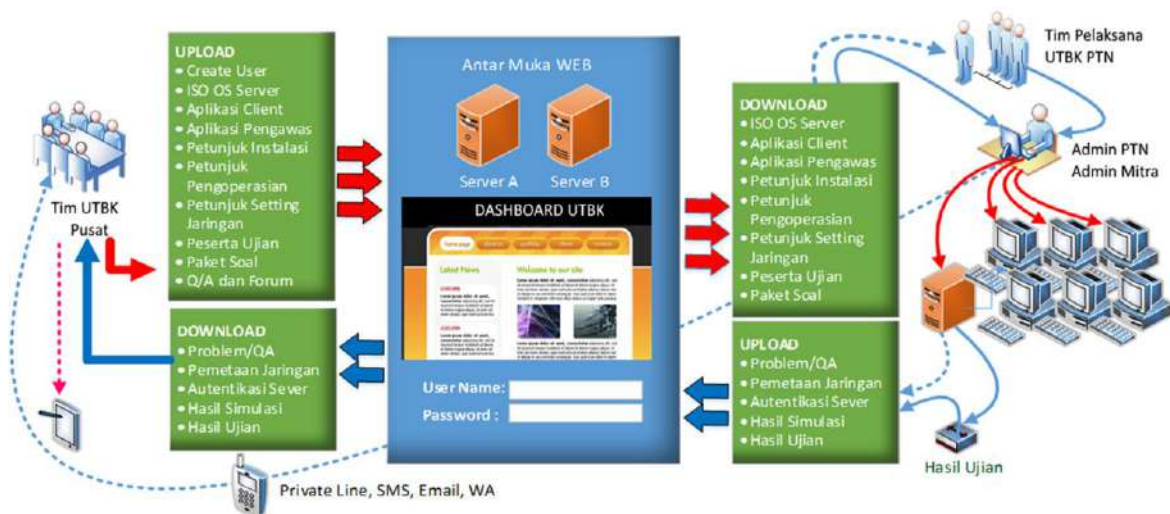 UPLOAD
• Create User
• ISO OS Server
• Aplikasi Client
• Aplikasi Pengawas
• Petunjuk Instalasi
• Petunjuk
Pengoperasian
• Petunjuk Setting
Jaringan
• Peserta Ujian
• Paket Soal
• Q/A dan Forum
Tim UTBK
Pusat
DOWNLOAD
• Problem/QA
• Pemetaan Jaringan
• Autentikasi Sever
• Hasil Simulasi
• Hasil Ujian
Antar Muka WEB
Server A
Server B
DASHBOARD UTBK
home page
Latest News
Welcome to our site
User Name:
Password :
Private Line, SMS, Email, WA
DOWNLOAD
• ISO OS Server
• Aplikasi Client
• Aplikasi Pengawas
• Petunjuk Instalasi
• Petunjuk
Pengoperasian
• Petunjuk Setting
Jaringan
• Peserta Ujian
• Paket Soal
UPLOAD
• Problem/QA
• Pemetaan Jaringan
• Autentikasi Sever
• Hasil Simulasi
• Hasil Ujian
Tim Pelaksana
UTBK PTN
Admin PTN
Admin Mitra
Hasil Ujian